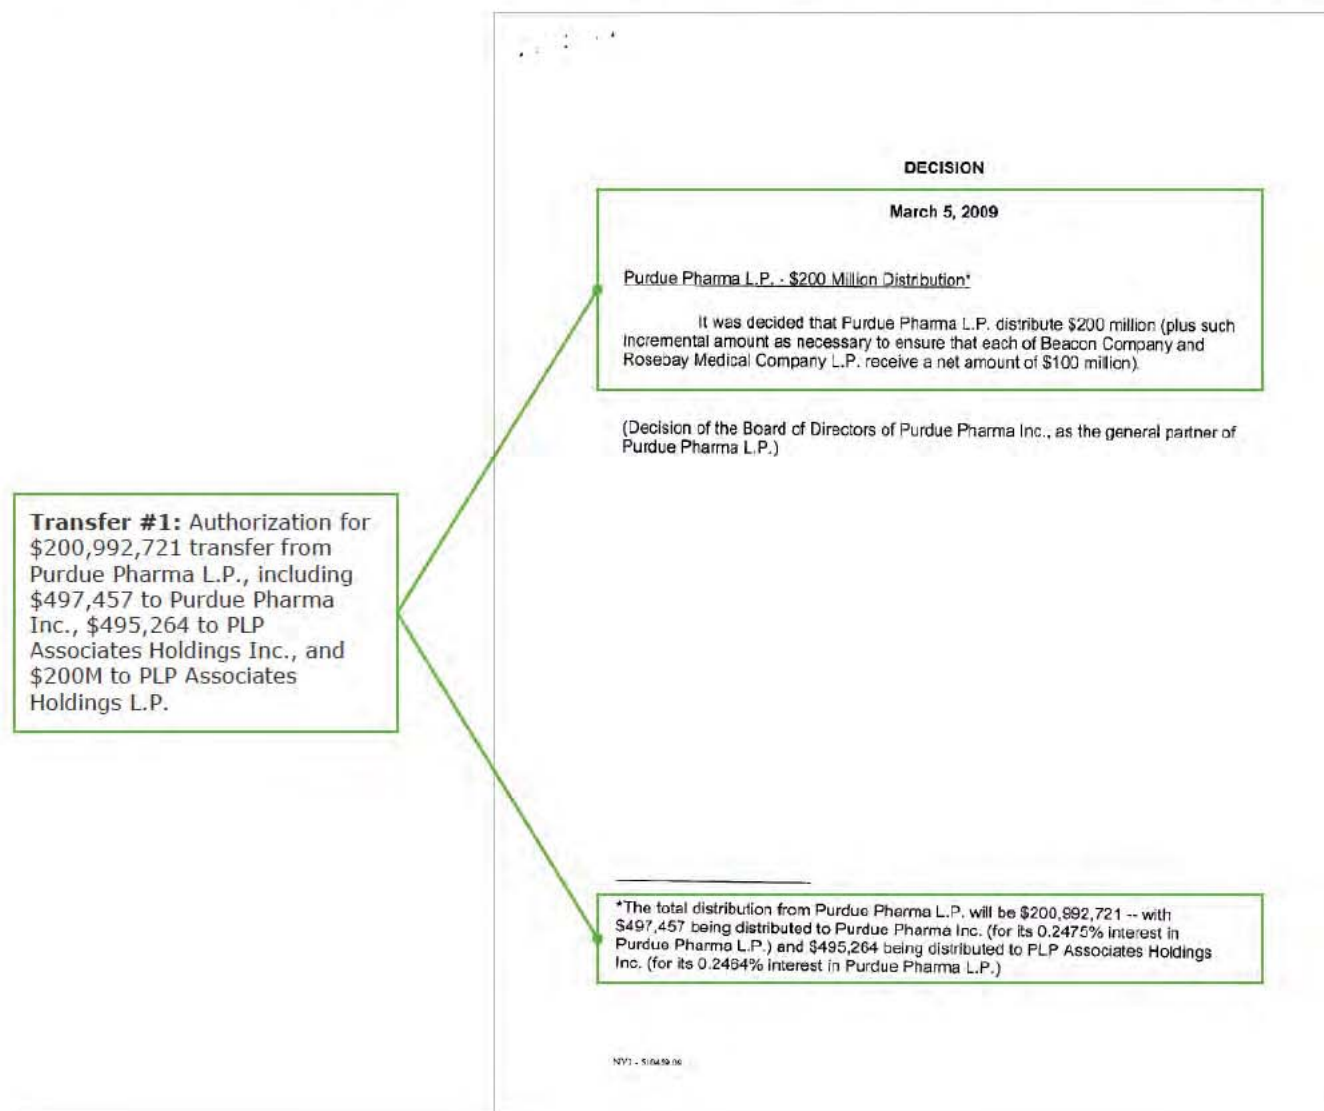 DECISION
March 5, 2009
Purdue Pharma L.P. - $200 Million Distribution*
It was decided that Purdue Pharma L.P. distribute $200 million (plus such
incremental amount as necessary to ensure that each of Beacon Company and
Rosebay Medical Company L.P. receive a net amount of $100 million).
(Decision of the Board of Directors of Purdue Pharma Inc., as the general partner of
Purdue Pharma L.P.)
Transfer #1: Authorization for
$200,992,721 transfer from
Purdue Pharma L.P., including
$497,457 to Purdue Pharma
Inc., $495,264 to PLP
Associates Holdings Inc., and
$200M to PLP Associates
Holdings L.P.
*The total distribution from Purdue Pharma L.P. will be $200,992,721 -- with
$497,457 being distributed to Purdue Pharma Inc. (for its 0.2475% interest in
Purdue Pharma L.P.) and $495,264 being distributed to PLP Associates Holdings
Inc. (for its 0.2464% interest in Purdue Pharma L.P.)